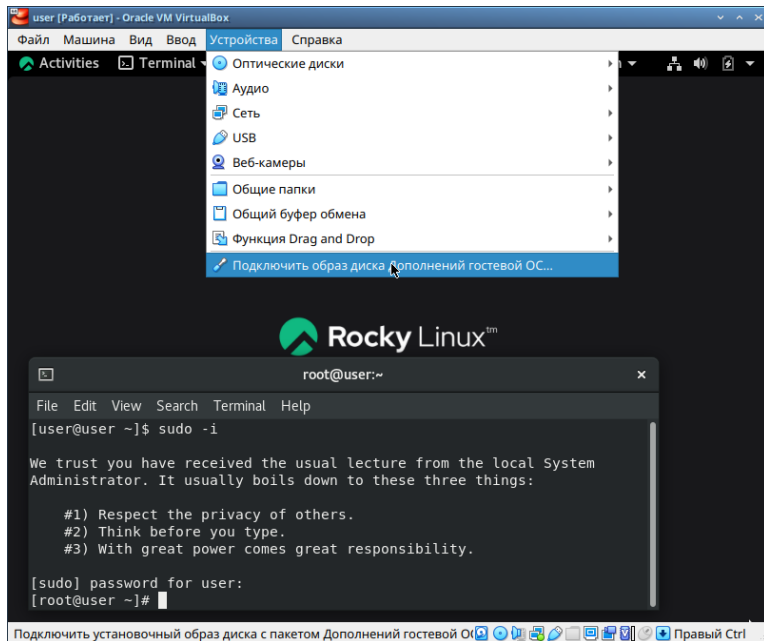 user [Работает] - Oracle VM VirtualBox
Файл Машина Вид Ввод Устройства Справка
Activities Terminal
Оптические диски
Аудио
Сеть
USB
Веб-камеры
Общие папки
Общий буфер обмена
Функция Drag and Drop
Подключить образ диска Дополнений гостевой ОС...
Rocky Linux™
root@user:~
File Edit View Search Terminal Help
[user@user ~]$ sudo -i
We trust you have received the usual lecture from the local System
Administrator. It usually boils down to these three things:
#1) Respect the privacy of others.
#2) Think before you type.
#3) With great power comes great responsibility.
[sudo] password for user:
[root@user ~]#
Подключить установочный образ диска с пакетом Дополнений гостевой Правый Ctrl